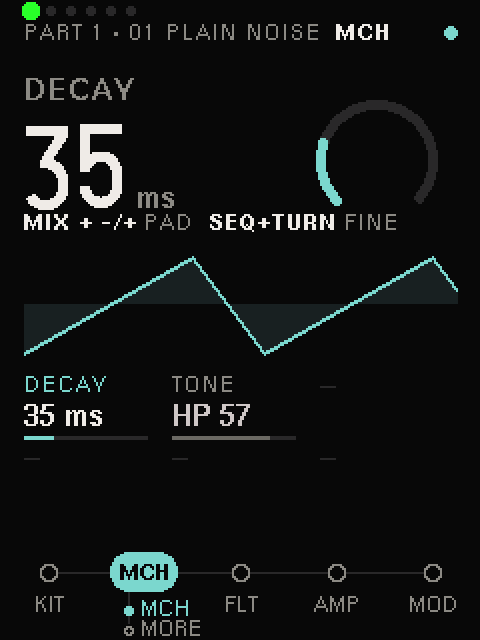 PART 1 · 01 PLAIN NOISE MCH
DECAY
35 ms
MIX + -/+ PAD SEQ+TURN FINE
DECAY TONE —
35 ms HP 57
— — —
MCH
KIT FLT AMP MOD
MCH
MORE